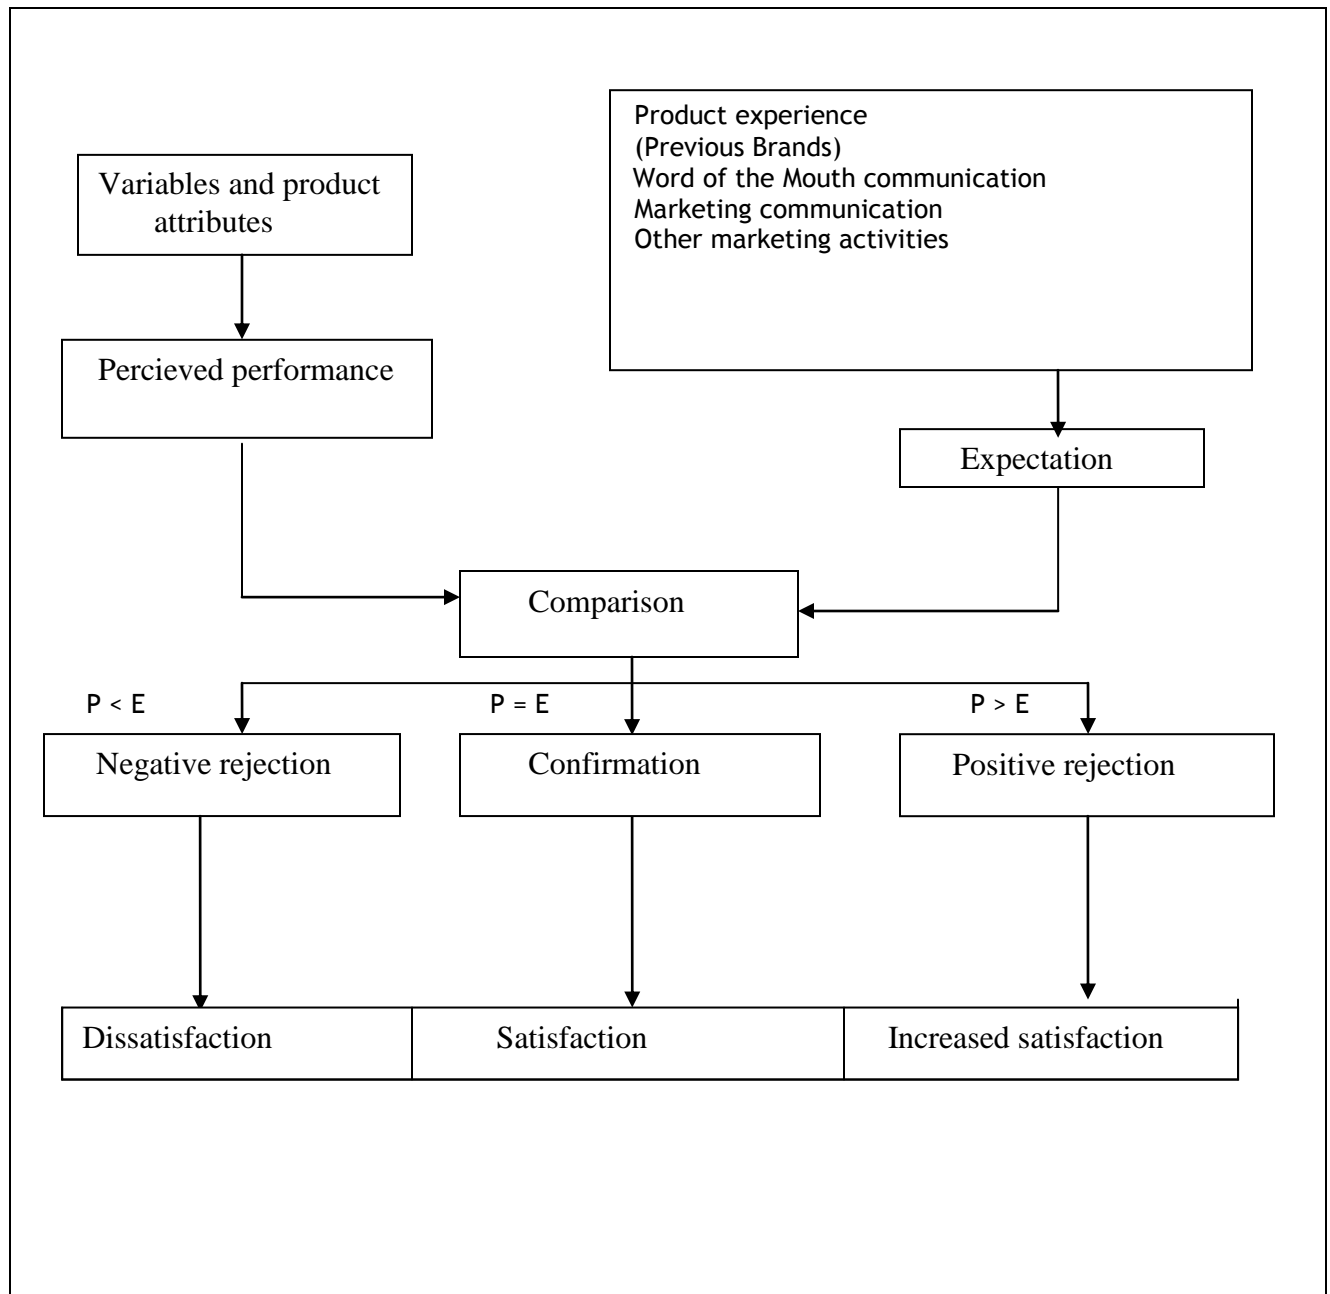 Variables and product
attributes
Product experience
(Previous Brands)
Word of the Mouth communication
Marketing communication
Other marketing activities
Percieved performance
Expectation
Comparison
P < E
P = E
P > E
Negative rejection
Confirmation
Positive rejection
Dissatisfaction
Satisfaction
Increased satisfaction